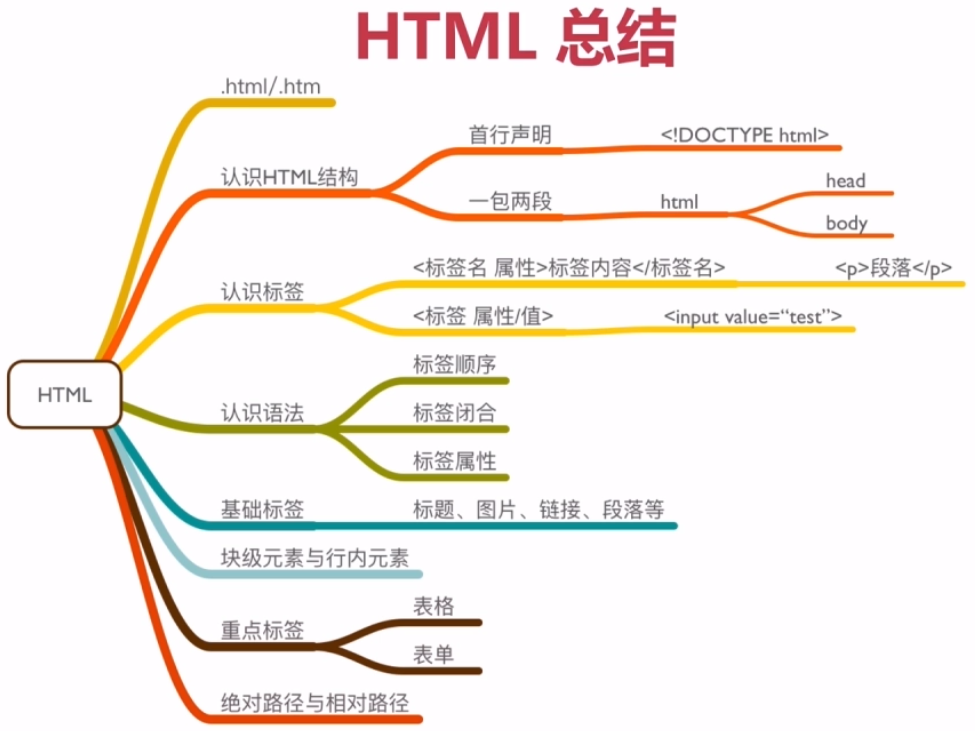 HTML 总结
.html/.htm
认识HTML结构
首行声明
<!DOCTYPE html>
一包两段
html
head
body
认识标签
<标签名 属性>标签内容</标签名>
<p>段落</p>
<标签 属性/值>
<input value=“test”>
HTML
认识语法
标签顺序
标签闭合
标签属性
基础标签
标题、图片、链接、段落等
块级元素与行内元素
重点标签
表格
表单
绝对路径与相对路径